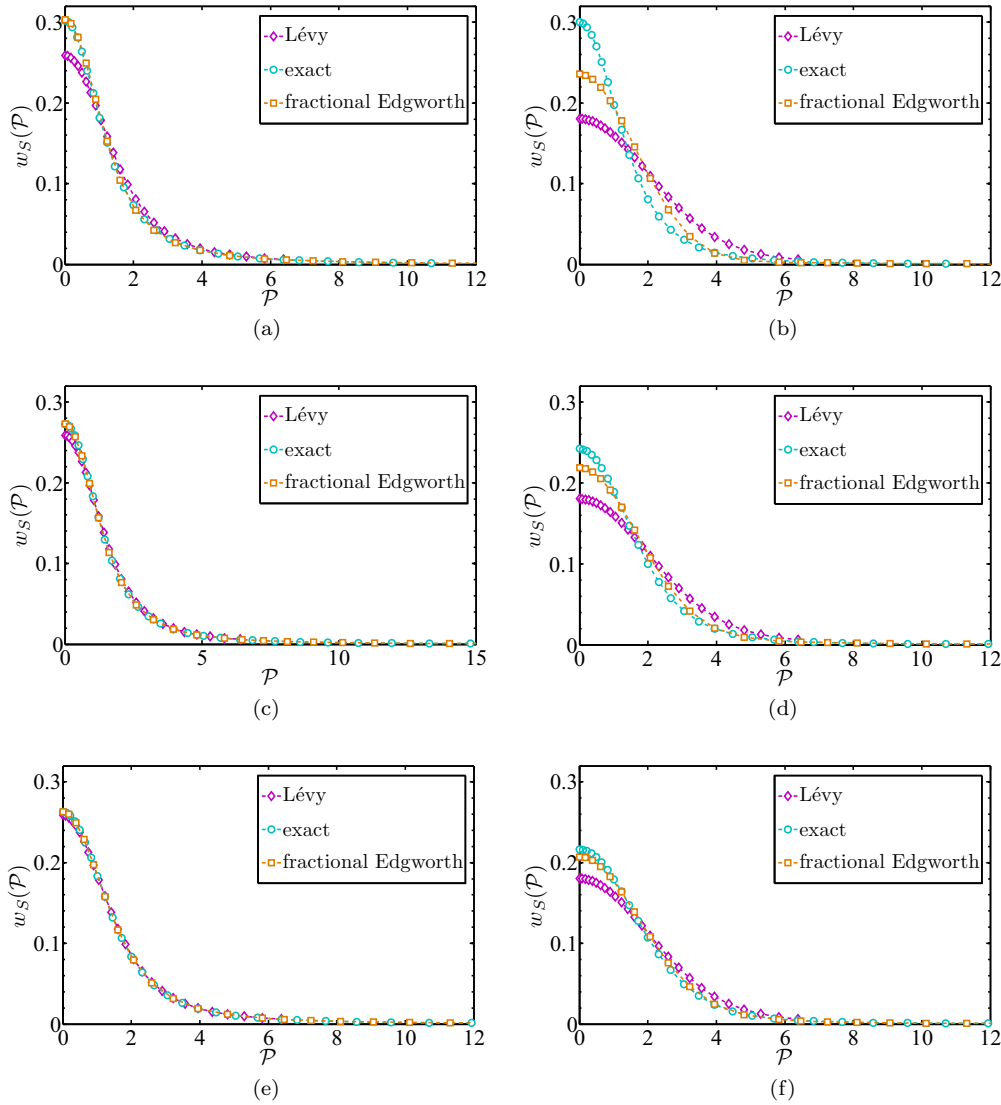 0.3
0.2
0.1
0
w_S(𝒫)
Lévy
exact
fractional Edgworth
0 2 4 6 8 10 12
𝒫
(a)
0.3
0.2
0.1
0
w_S(𝒫)
Lévy
exact
fractional Edgworth
0 2 4 6 8 10 12
𝒫
(b)
0.3
0.2
0.1
0
w_S(𝒫)
Lévy
exact
fractional Edgworth
0 5 10 15
𝒫
(c)
0.3
0.2
0.1
0
w_S(𝒫)
Lévy
exact
fractional Edgworth
0 2 4 6 8 10 12
𝒫
(d)
0.3
0.2
0.1
0
w_S(𝒫)
Lévy
exact
fractional Edgworth
0 2 4 6 8 10 12
𝒫
(e)
0.3
0.2
0.1
0
w_S(𝒫)
Lévy
exact
fractional Edgworth
0 2 4 6 8 10 12
𝒫
(f)